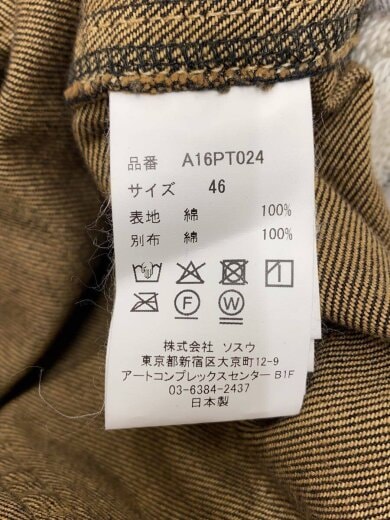 品番 A16PT024
サイズ 46
表地 綿 100%
別布 綿 100%
F W
株式会社 ソスウ
東京都新宿区大京町12-9
アートコンプレックスセンター B1F
03-6384-2437
日本製